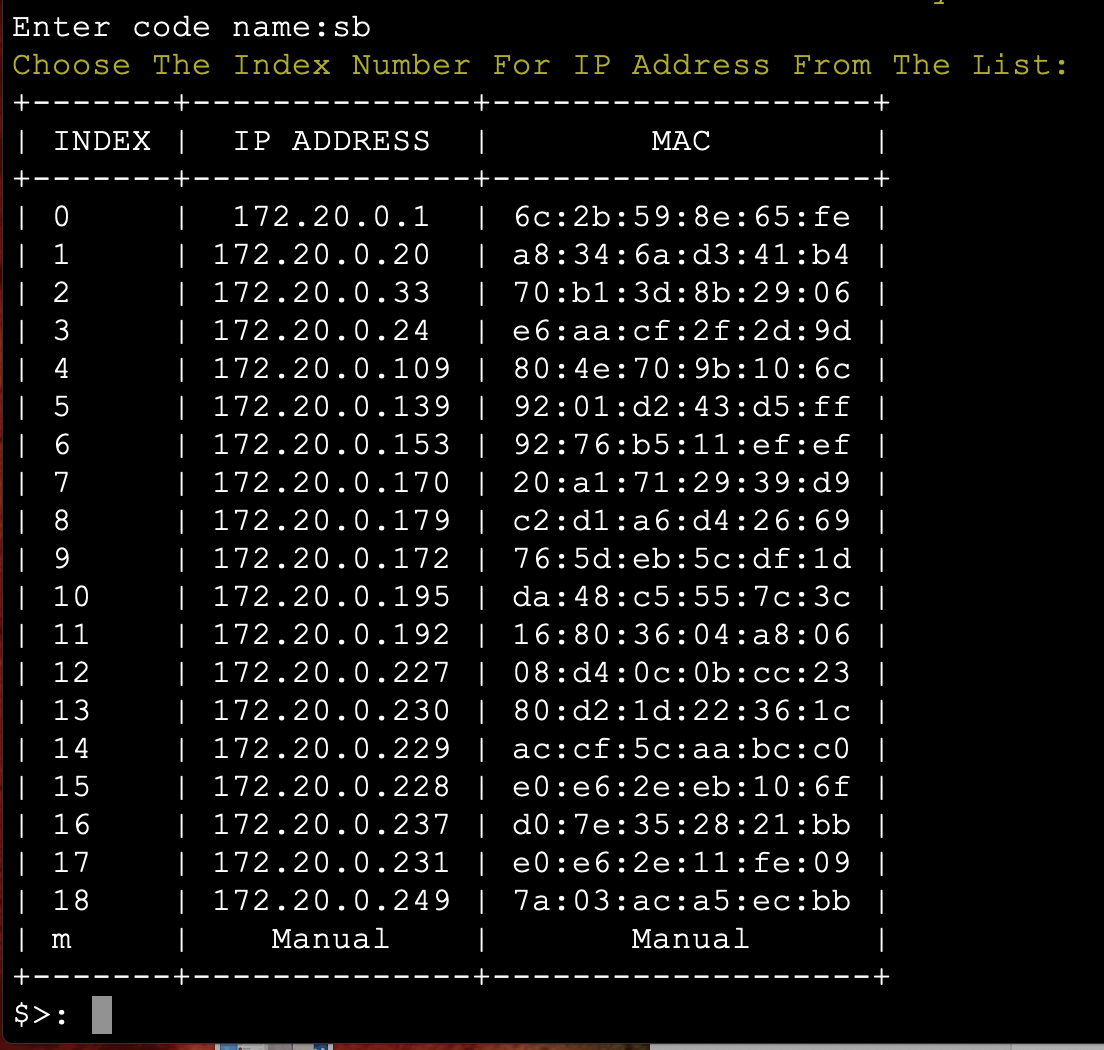 Enter code name:sb
Choose The Index Number For IP Address From The List:
+-------+--------------+-------------------+
| INDEX |  IP ADDRESS  |        MAC        |
+-------+--------------+-------------------+
| 0     |  172.20.0.1  | 6c:2b:59:8e:65:fe |
| 1     | 172.20.0.20  | a8:34:6a:d3:41:b4 |
| 2     | 172.20.0.33  | 70:b1:3d:8b:29:06 |
| 3     | 172.20.0.24  | e6:aa:cf:2f:2d:9d |
| 4     | 172.20.0.109 | 80:4e:70:9b:10:6c |
| 5     | 172.20.0.139 | 92:01:d2:43:d5:ff |
| 6     | 172.20.0.153 | 92:76:b5:11:ef:ef |
| 7     | 172.20.0.170 | 20:a1:71:29:39:d9 |
| 8     | 172.20.0.179 | c2:d1:a6:d4:26:69 |
| 9     | 172.20.0.172 | 76:5d:eb:5c:df:1d |
| 10    | 172.20.0.195 | da:48:c5:55:7c:3c |
| 11    | 172.20.0.192 | 16:80:36:04:a8:06 |
| 12    | 172.20.0.227 | 08:d4:0c:0b:cc:23 |
| 13    | 172.20.0.230 | 80:d2:1d:22:36:1c |
| 14    | 172.20.0.229 | ac:cf:5c:aa:bc:c0 |
| 15    | 172.20.0.228 | e0:e6:2e:eb:10:6f |
| 16    | 172.20.0.237 | d0:7e:35:28:21:bb |
| 17    | 172.20.0.231 | e0:e6:2e:11:fe:09 |
| 18    | 172.20.0.249 | 7a:03:ac:a5:ec:bb |
| m     |    Manual    |       Manual      |
+-------+--------------+-------------------+
$>: